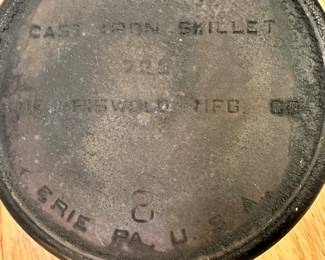 CAST IRON SKILLET
GRISWOLD MFG. CO.
8
ERIE PA., U.S.A.